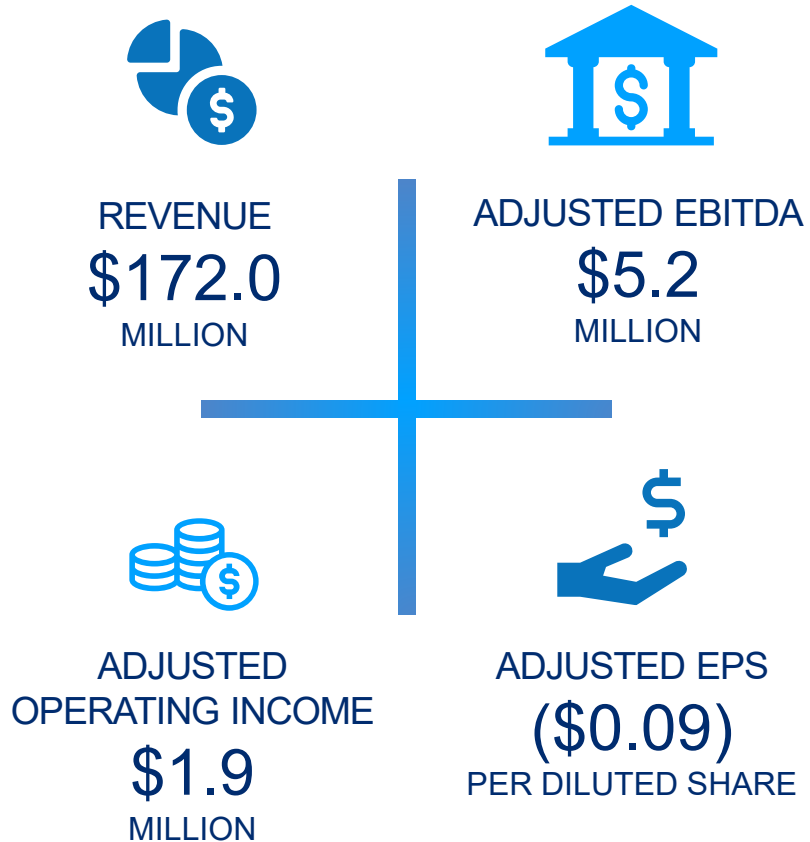 REVENUE
$172.0
MILLION
ADJUSTED EBITDA
$5.2
MILLION
ADJUSTED
OPERATING INCOME
$1.9
MILLION
ADJUSTED EPS
($0.09)
PER DILUTED SHARE